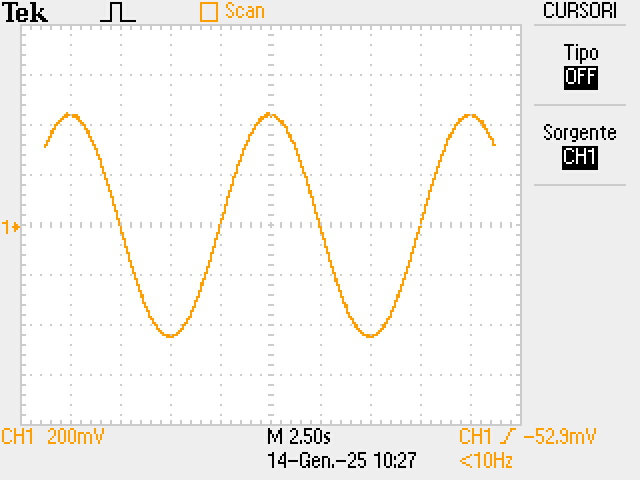 Tek
Scan
CURSORI
Tipo
OFF
Sorgente
CH1
1
CH1 200mV
M 2.50s
CH1 -52.9mV
14-Gen.-25 10:27
<10Hz